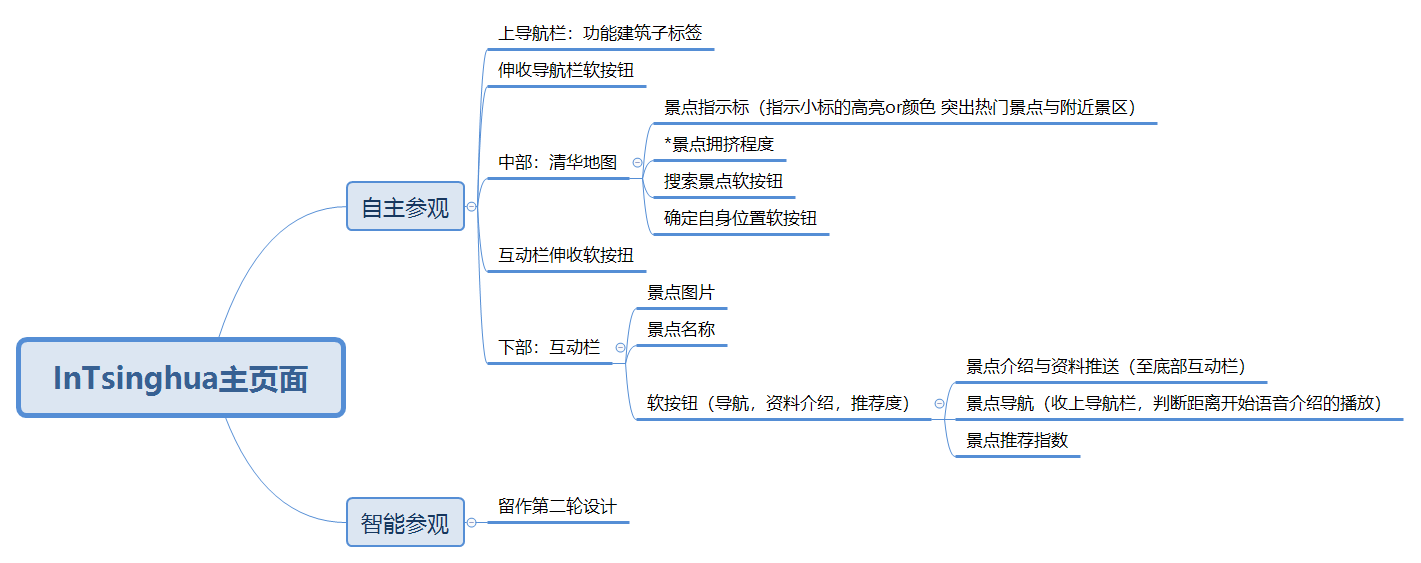 InTsinghua主页面
自主参观
上导航栏：功能建筑子标签
伸收导航栏软按钮
中部：清华地图
景点指示标（指示小标的高亮or颜色 突出热门景点与附近景区）
*景点拥挤程度
搜索景点软按钮
确定自身位置软按钮
互动栏伸收软按扭
下部：互动栏
景点图片
景点名称
软按钮（导航，资料介绍，推荐度）
景点介绍与资料推送（至底部互动栏）
景点导航（收上导航栏，判断距离开始语音介绍的播放）
景点推荐指数
智能参观
留作第二轮设计